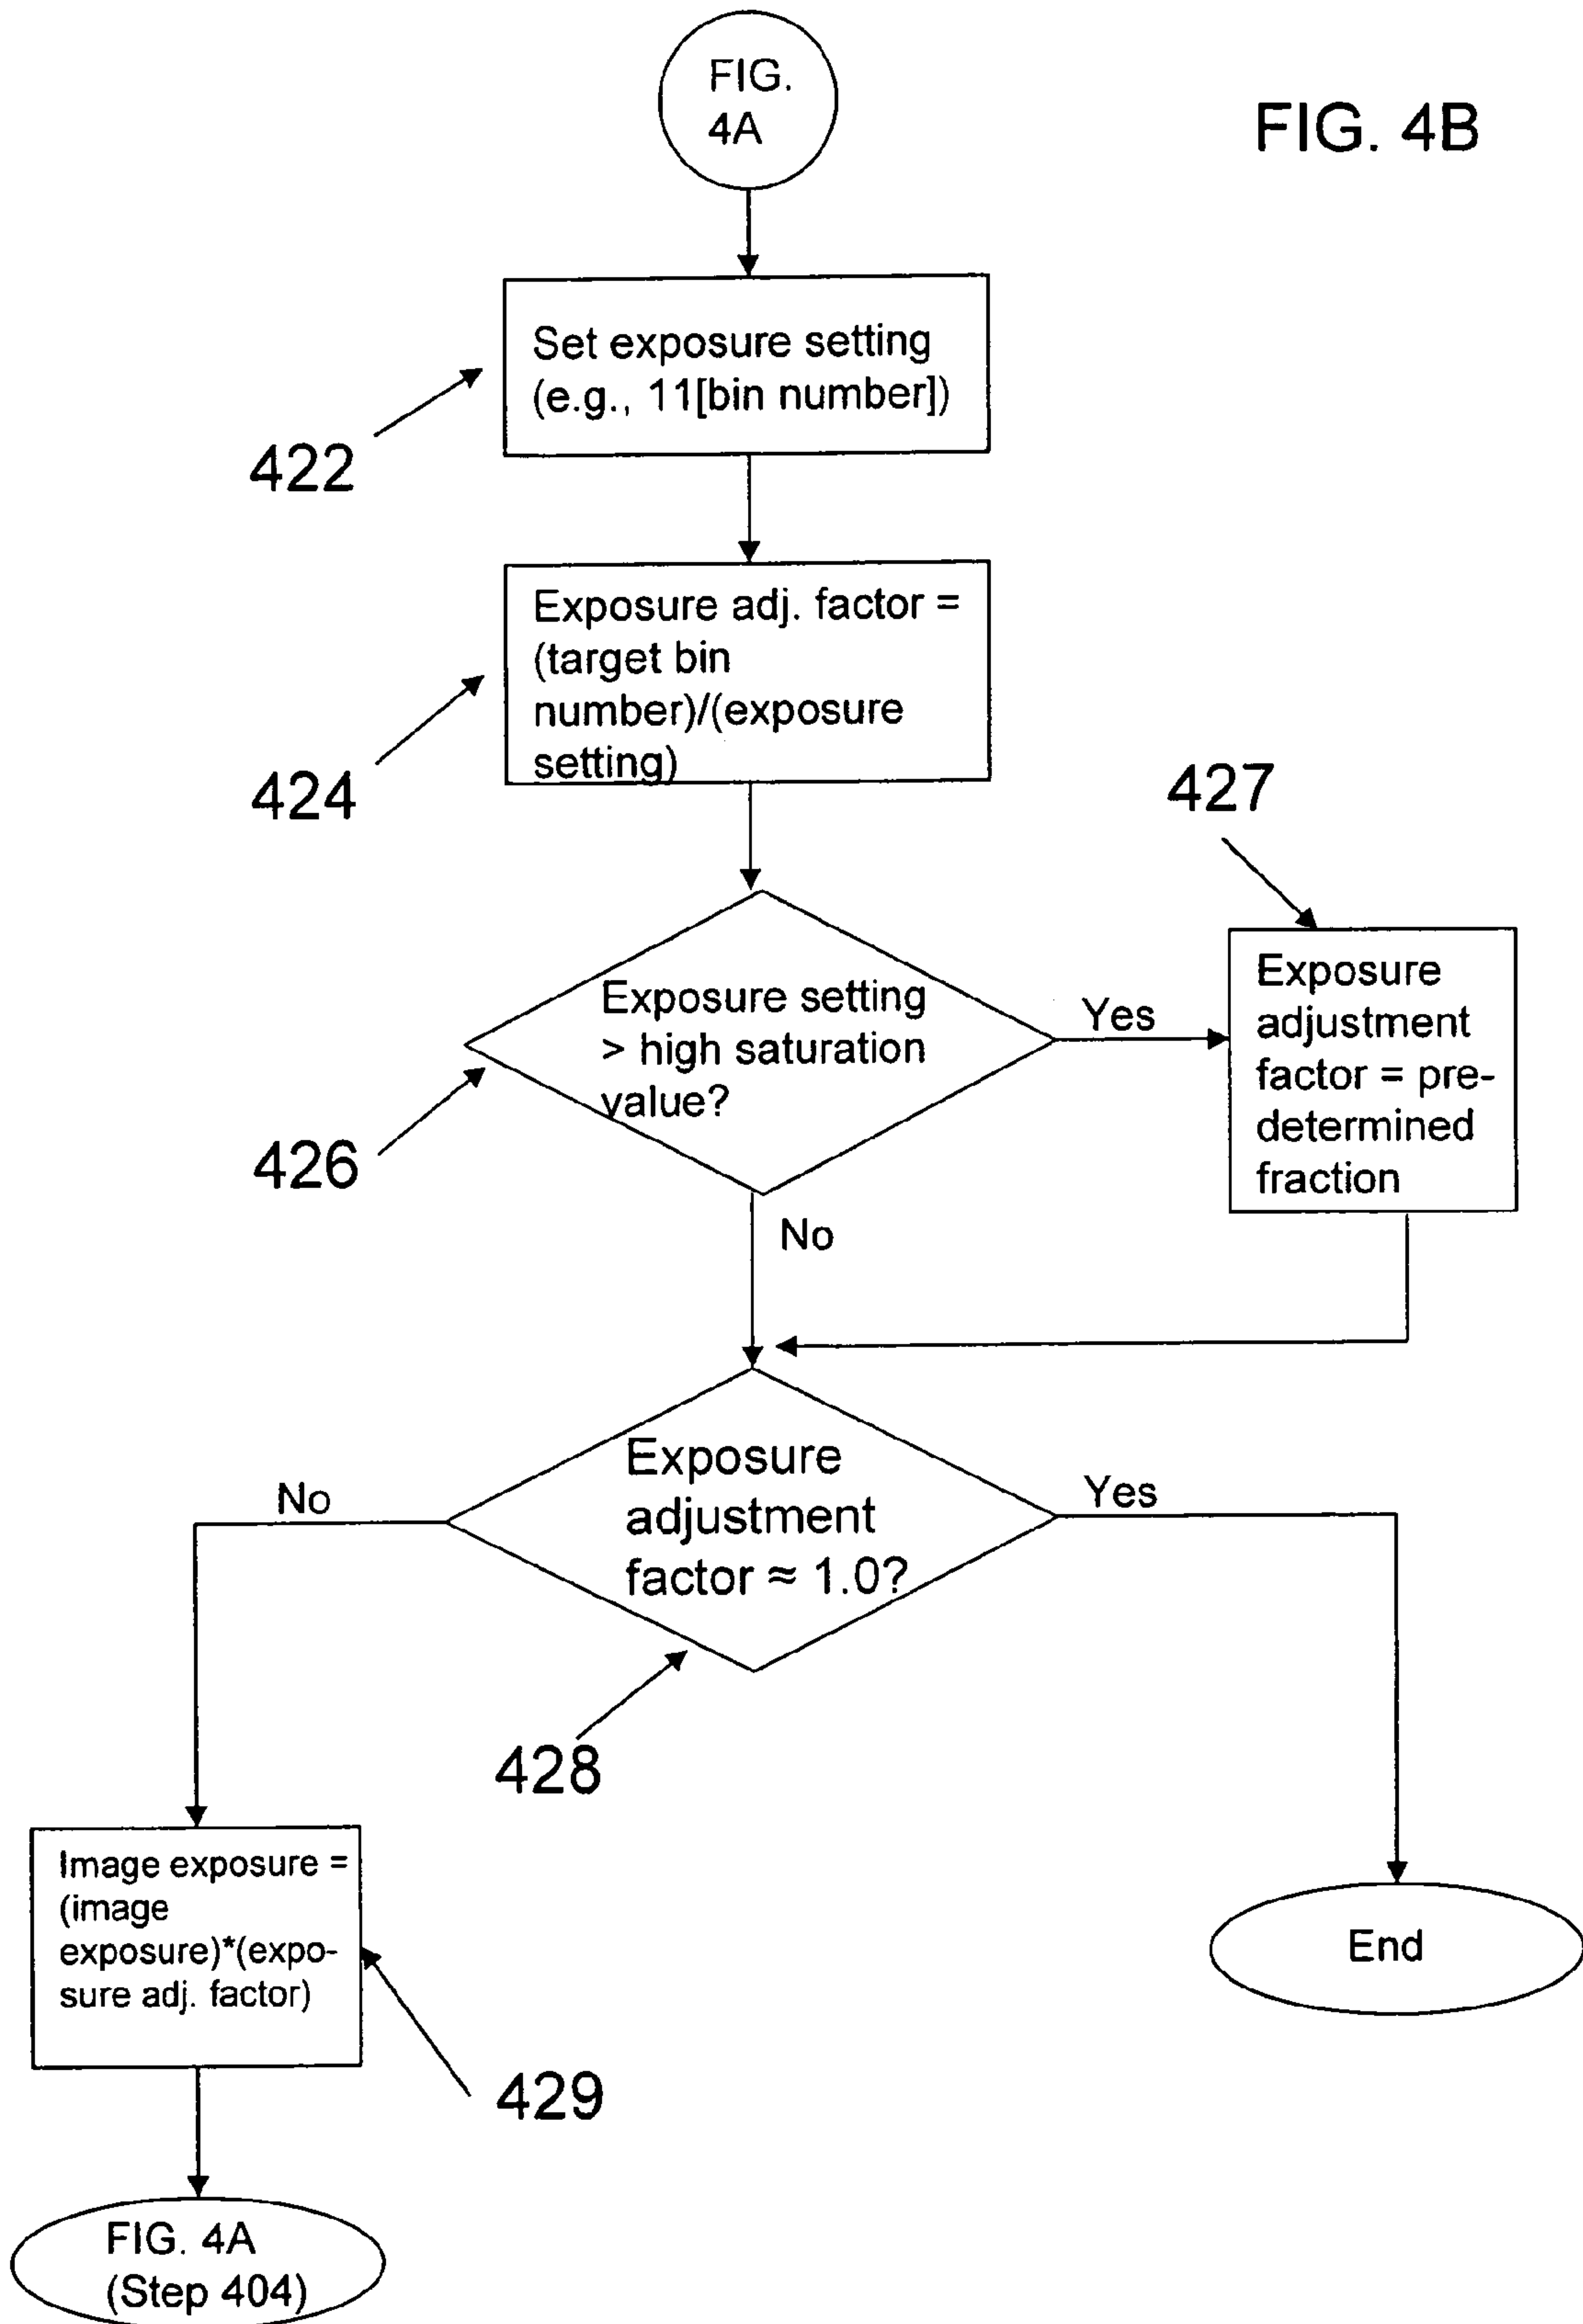 FIG.
4A
FIG. 4B
Set exposure setting
(e.g., 11[bin number])
422
Exposure adj. factor =
(target bin
number)/(exposure
setting)
424
427
Exposure setting
> high saturation
value?
Yes
Exposure
adjustment
factor = pre-
determined
fraction
426
No
Exposure
adjustment
factor ≈ 1.0?
No
Yes
428
Image exposure =
(image
exposure)*(expo-
sure adj. factor)
End
429
FIG. 4A
(Step 404)